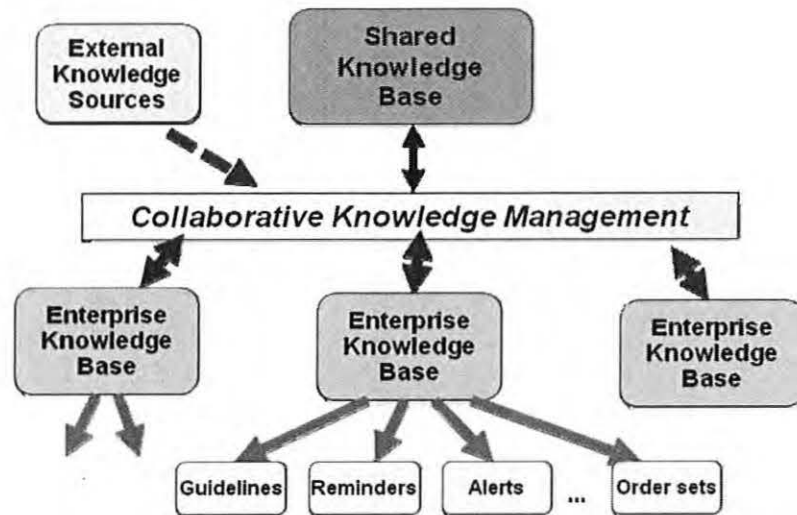 External
Knowledge
Sources
Shared
Knowledge
Base
Collaborative Knowledge Management
Enterprise
Knowledge
Base
Enterprise
Knowledge
Base
Enterprise
Knowledge
Base
Guidelines
Reminders
Alerts
...
Order sets